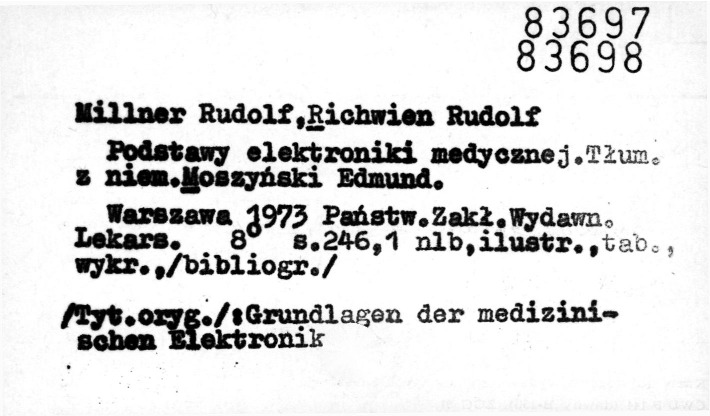 83697
83698
Millner Rudolf,Richwien Rudolf
Podstawy elektroniki medycznej.Tłum.
z niem.Moszyński Edmund.
Warszawa 1973 Państw.Zakł.Wydawn.
Lekars. 8° s.246,1 nlb,ilustr.,tab.,
wykr.,/bibliogr./
/Tyt.oryg./:Grundlagen der medizini-
schen Elektronik